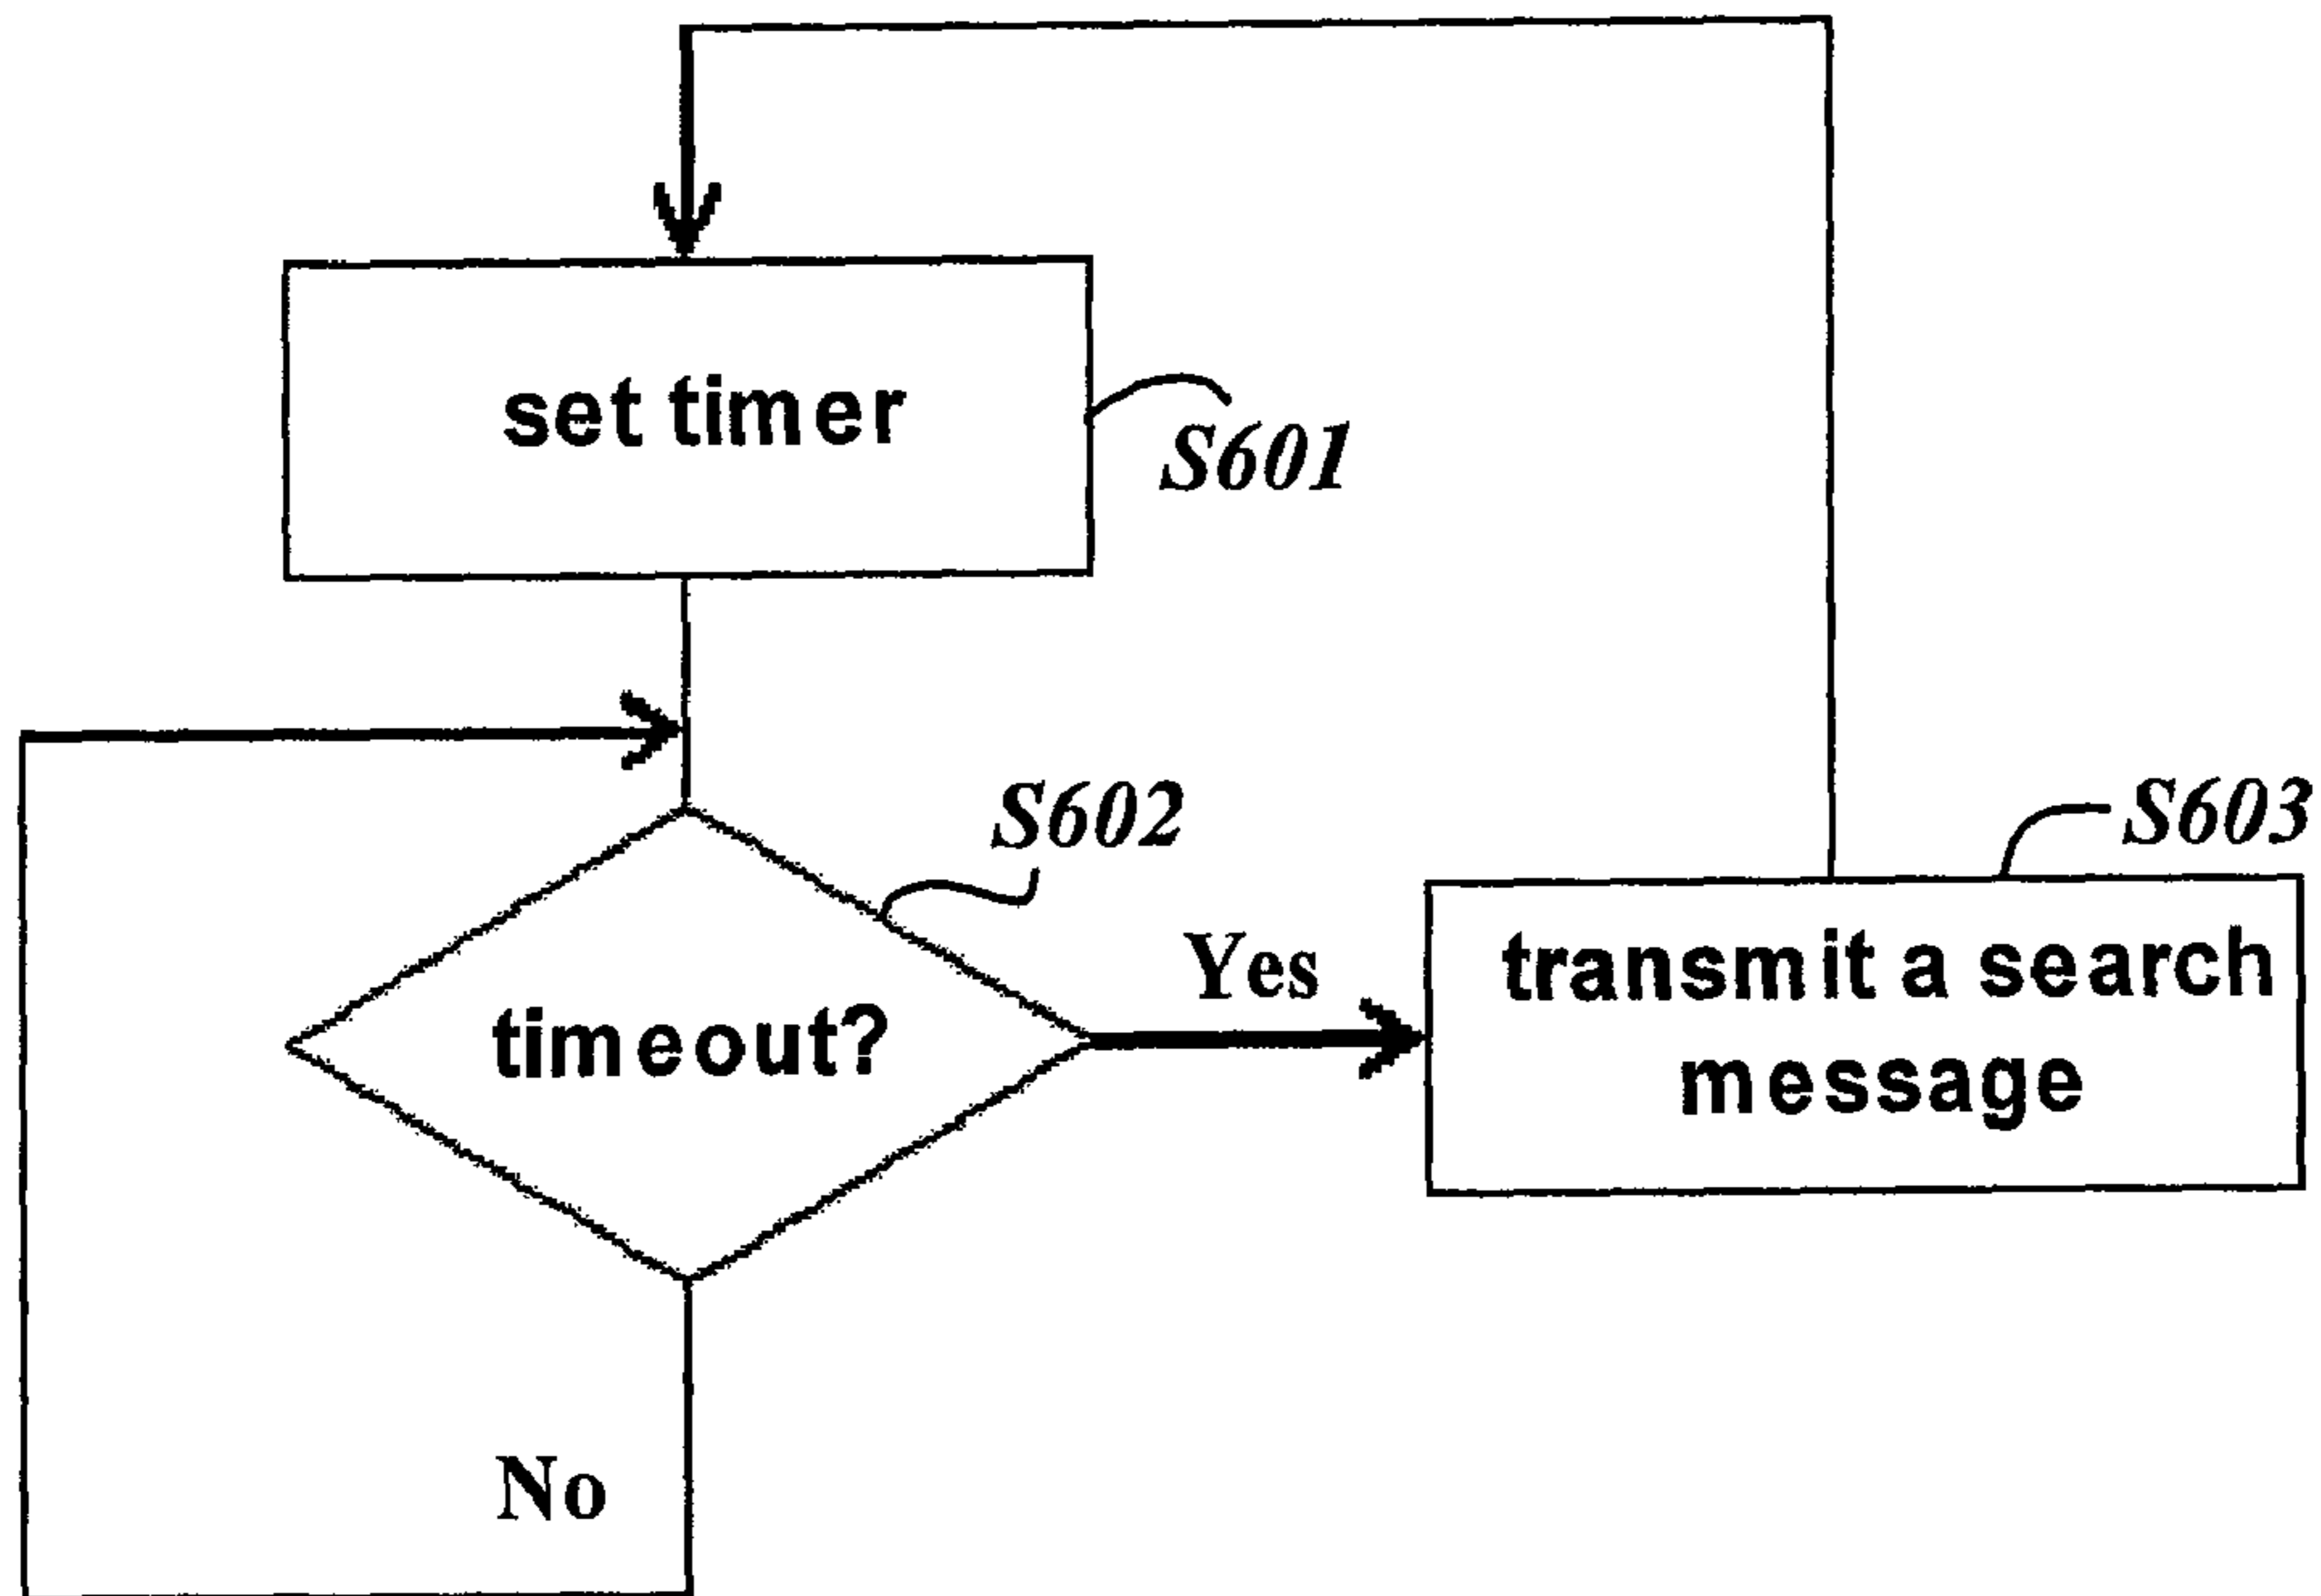 set timer
S601
S602
S603
Yes
transmit a search
message
timeout?
No